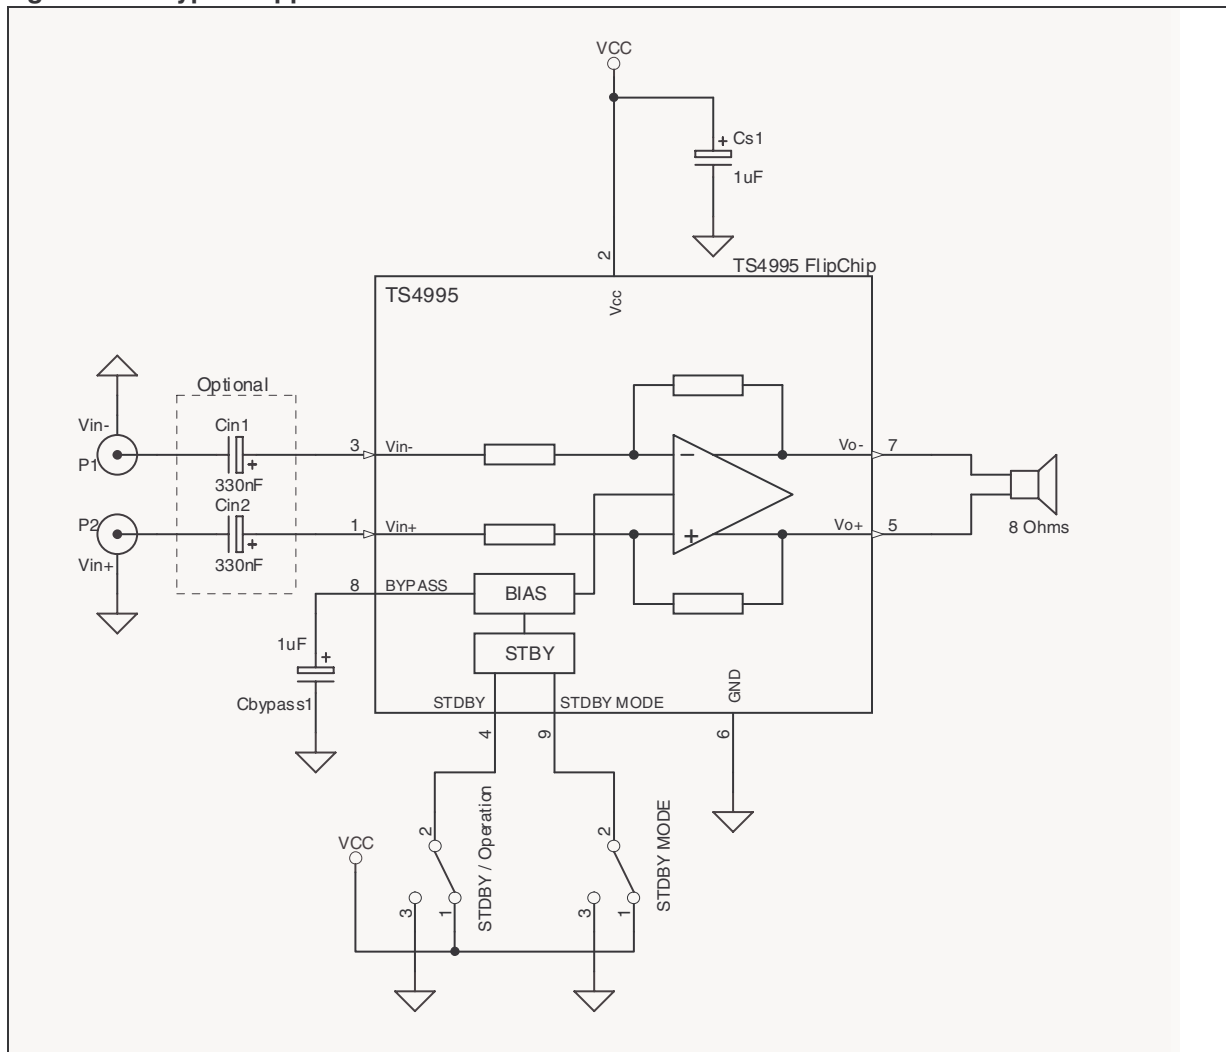 VCC
+ Cs1
1uF
2
TS4995 FlipChip
TS4995
Vcc
Optional
Vin-
Cin1
3
Vin-
Vo-
7
P1
+
330nF
Cin2
P2
1
Vin+
Vo+
5
+
8 Ohms
Vin+
330nF
−
+
8
BYPASS
BIAS
1uF
+
STBY
Cbypass1
STDBY
STDBY MODE
GND
4
9
6
VCC
2
STDBY / Operation
2
STDBY MODE
3
1
3
1